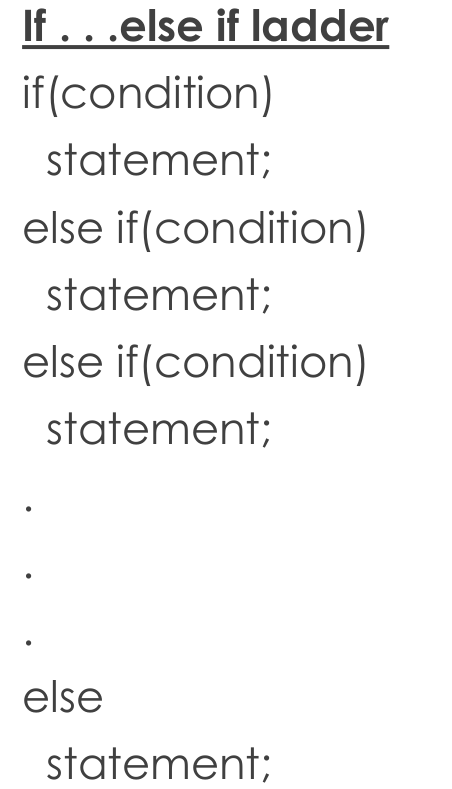 If . . .else if ladder
if(condition)
statement;
else if(condition)
statement;
else if(condition)
statement;
.
.
.
else
statement;